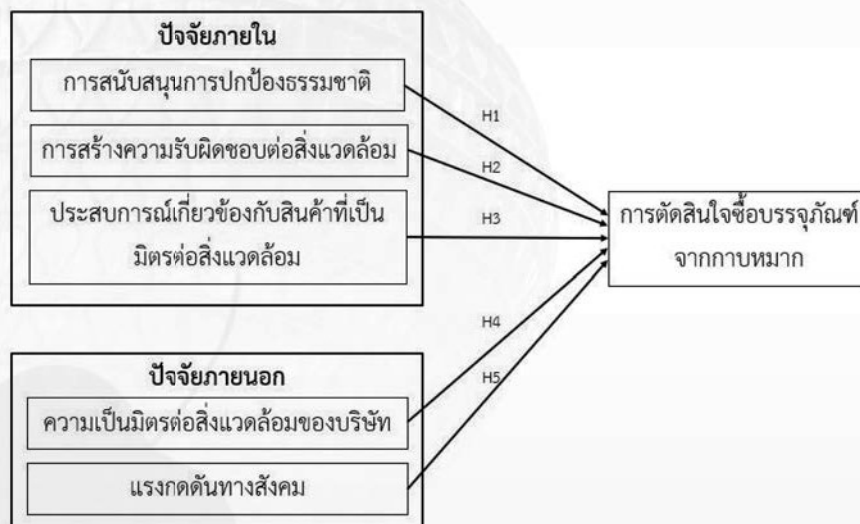 ปัจจัยภายใน
การสนับสนุนการปกป้องธรรมชาติ
การสร้างความรับผิดชอบต่อสิ่งแวดล้อม
ประสบการณ์เกี่ยวข้องกับสินค้าที่เป็น
มิตรต่อสิ่งแวดล้อม
H1
H2
H3
H4
H5
การตัดสินใจซื้อบรรจุภัณฑ์
จากกาบหมาก
ปัจจัยภายนอก
ความเป็นมิตรต่อสิ่งแวดล้อมของบริษัท
แรงกดดันทางสังคม